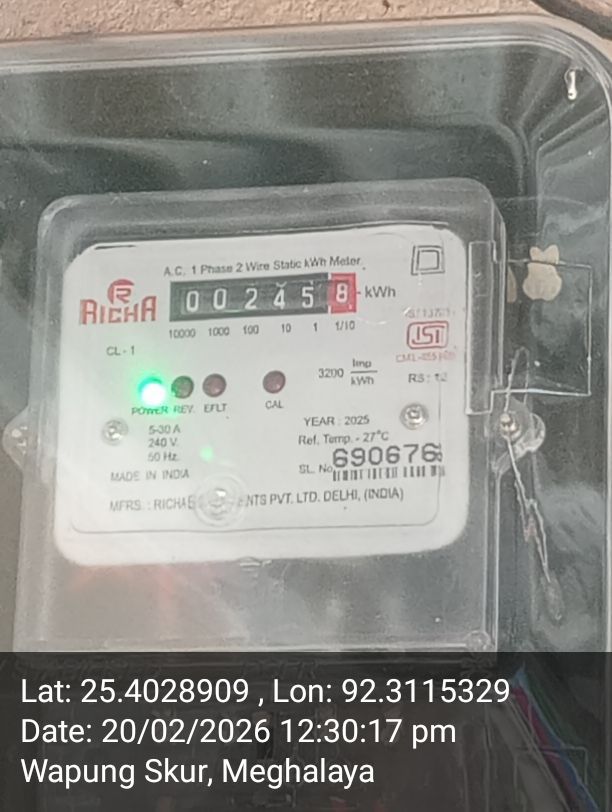 A.C. 1 Phase 2 Wire Static kWh Meter
RICHA
0 0 2 4 5 8 kWh
10000 1000 100 10 1 1/10
CL - 1
3200 Imp/kWh
POWER REV. EFLT CAL
5-30 A
240 V.
50 Hz.
YEAR : 2025
Ref. Temp. - 27°C
SL. No. 690676
MADE IN INDIA
MFRS. : RICHA PVT. LTD. DELHI, (INDIA)
Lat: 25.4028909 , Lon: 92.3115329
Date: 20/02/2026 12:30:17 pm
Wapung Skur, Meghalaya